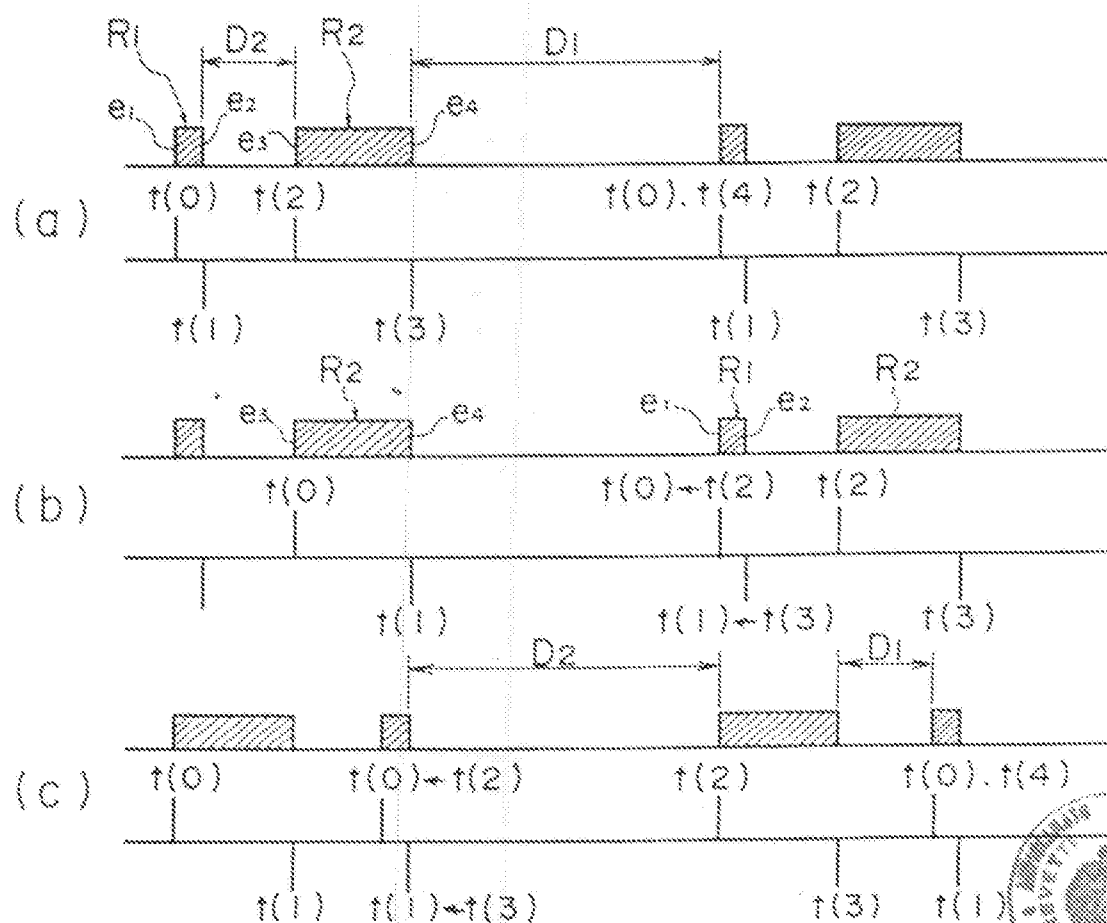 R1 D2 R2 D1
e1 e2 e3 e4
t(0) t(2) t(0).t(4) t(2)
(a)
t(1) t(3) t(1) t(3)
R2 R1 R2
e3 e4 e1 e2
t(0) t(0)←t(2) t(2)
(b)
t(1) t(1)←t(3) t(3)
D2 D1
t(0) t(0)←t(2) t(2) t(0).t(4)
(c)
t(1) t(1)←t(3) t(3) t(1)